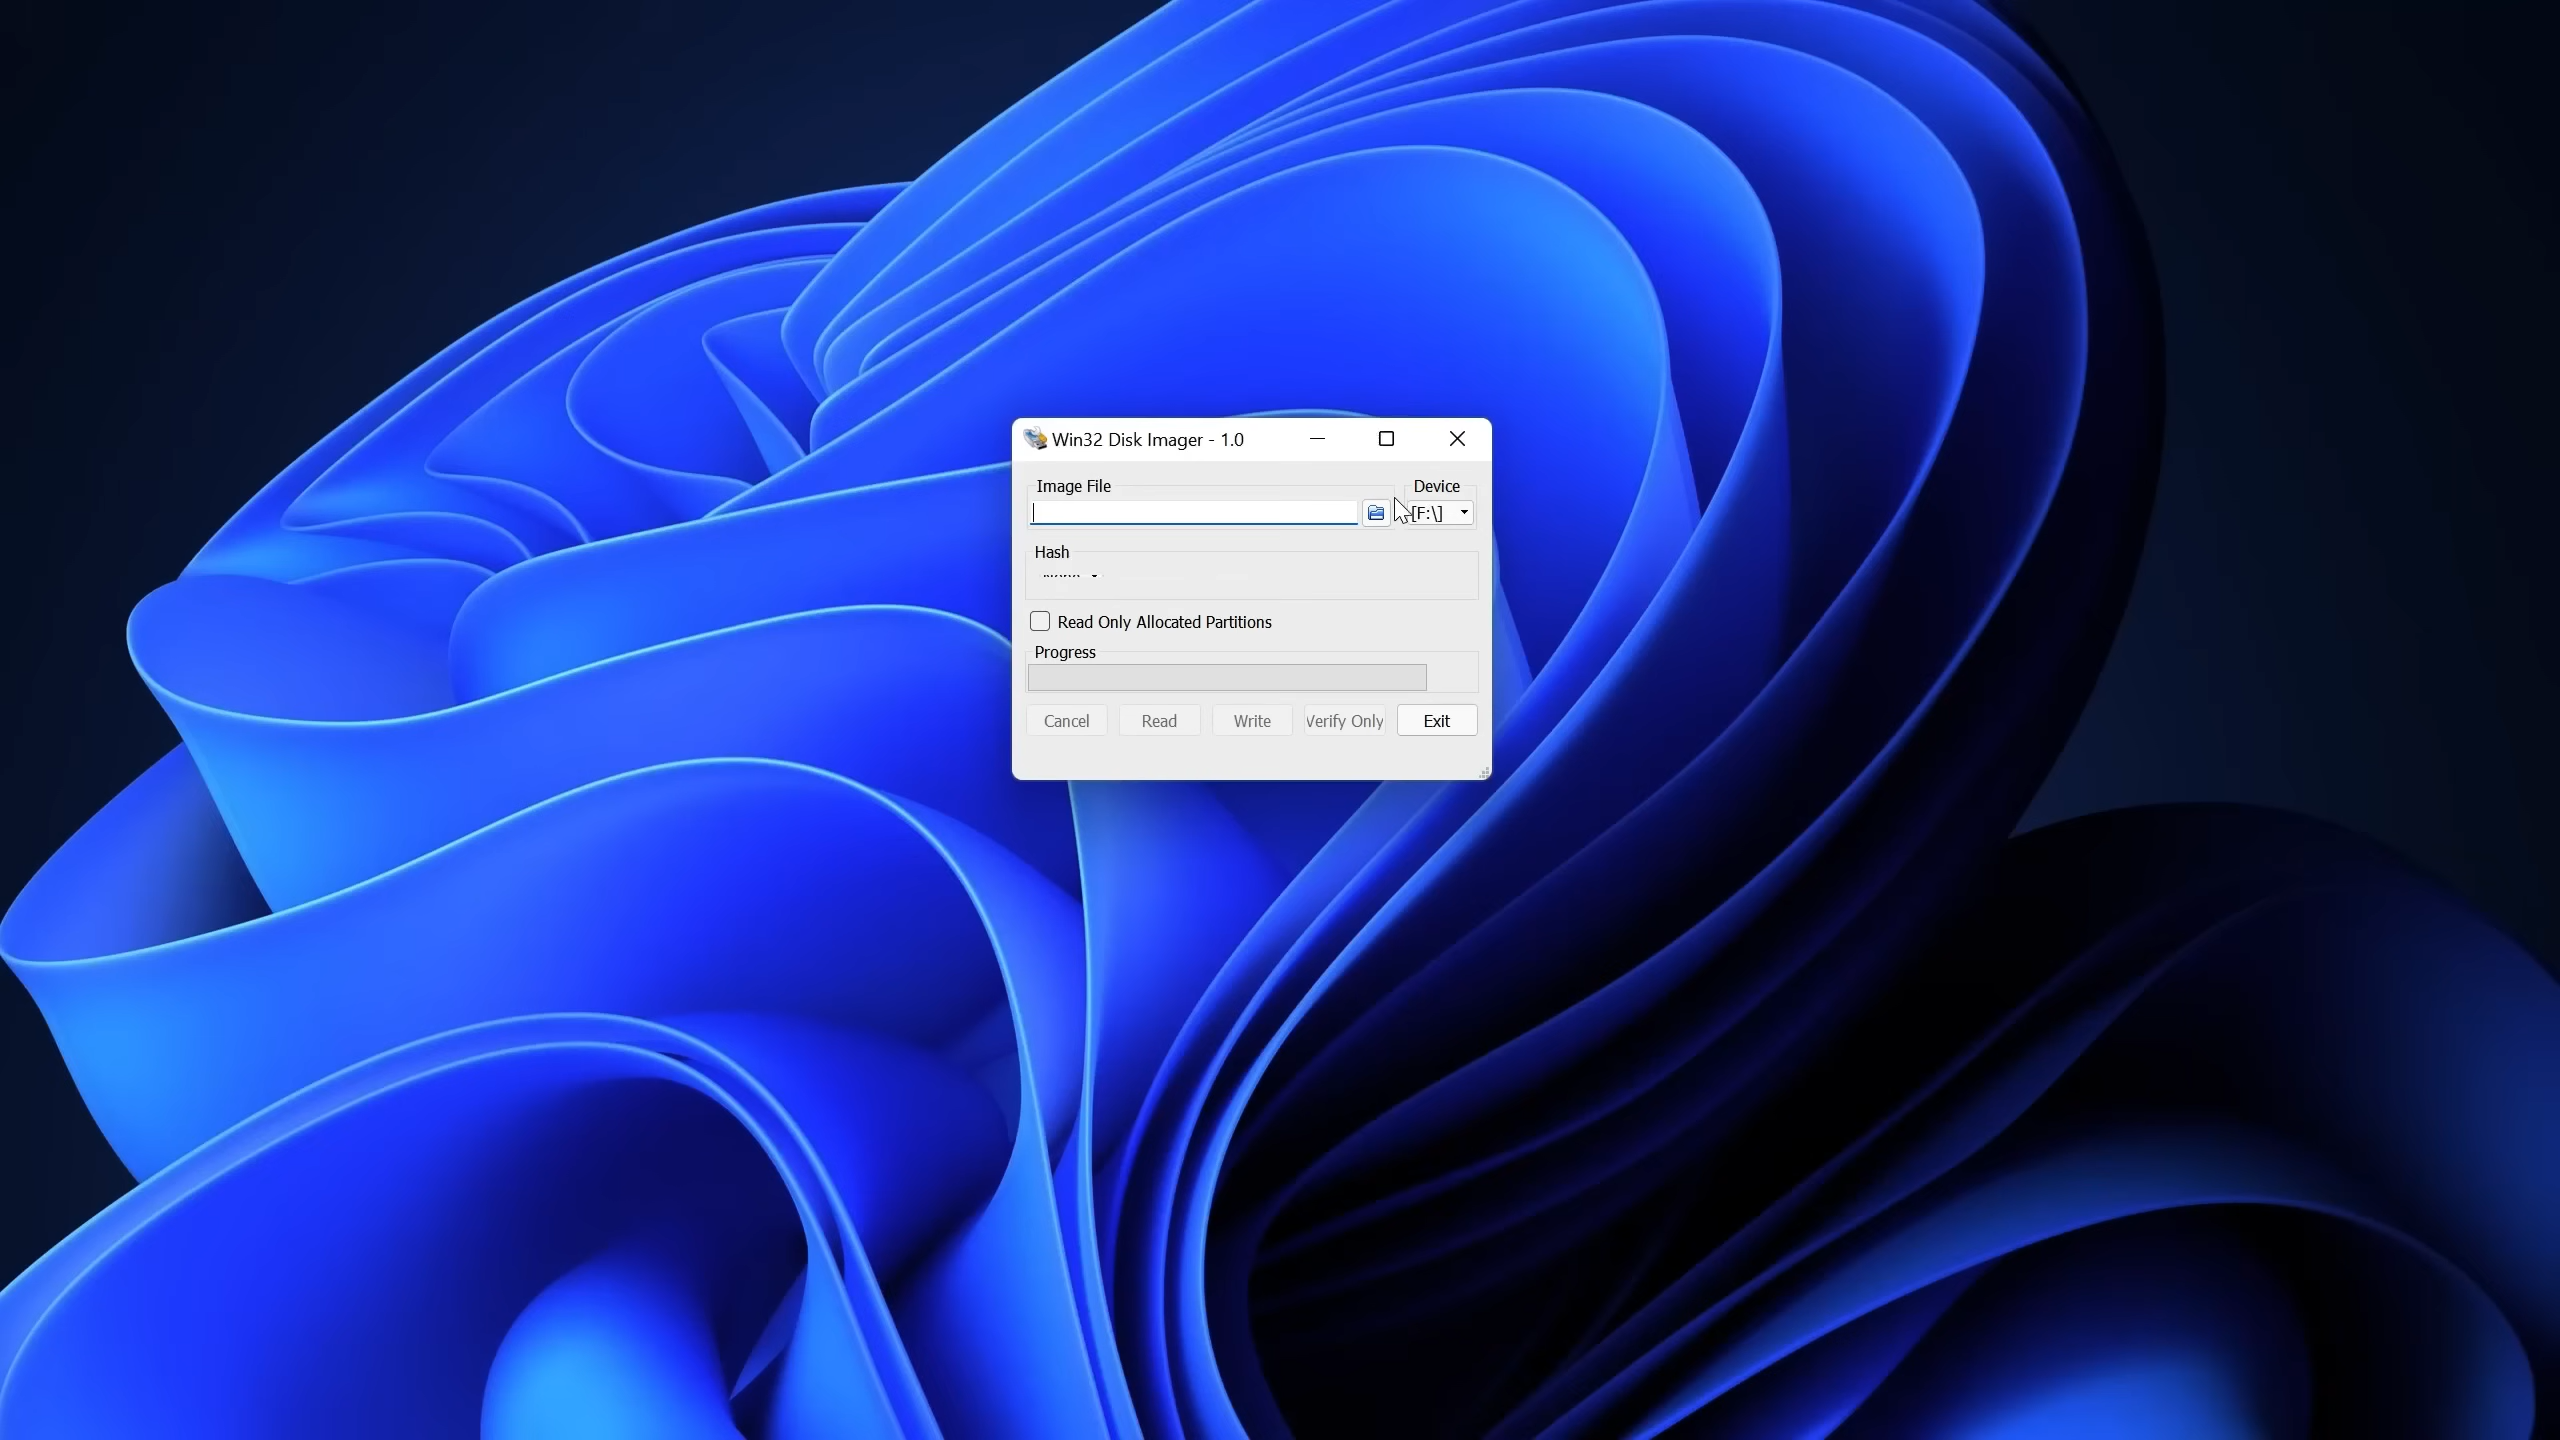 Win32 Disk Imager - 1.0
Image File
Device
[F:\]
Hash
Read Only Allocated Partitions
Progress
Cancel Read Write Verify Only Exit